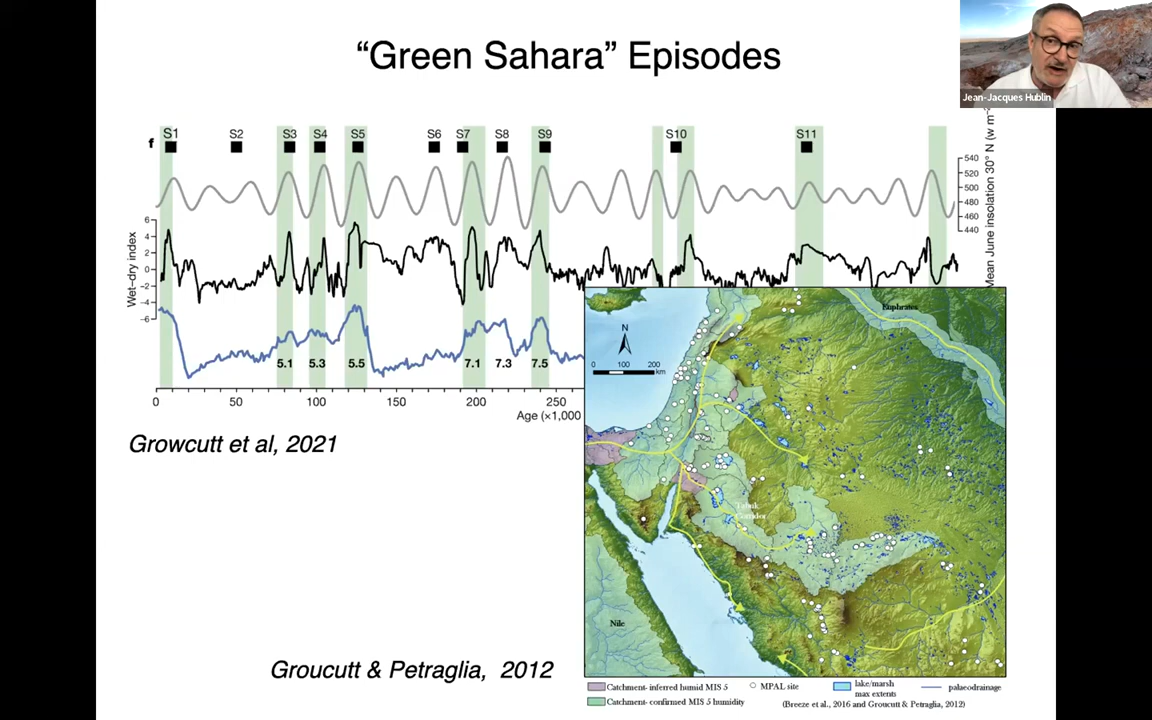 “Green Sahara” Episodes
Jean-Jacques Hublin
f
S1 S2 S3 S4 S5 S6 S7 S8 S9 S10 S11
540
520
500
480
460
440
Mean June insolation 30° N (w m
Wet–dry index
6
4
2
0
−2
−4
−6
5.1 5.3 5.5 7.1 7.3 7.5
0 50 100 150 200 250
Age (×1,000
Growcutt et al, 2021
Groucutt & Petraglia, 2012
Euphrates
N
0 100 200
km
Tabuk
Corridor
Nile
Catchment- inferred humid MIS 5
MPAL site
lake/marsh
max extents
palaeodrainage
Catchment- confirmed MIS 5 humidity
(Breeze et al., 2016 and Groucutt & Petraglia, 2012)